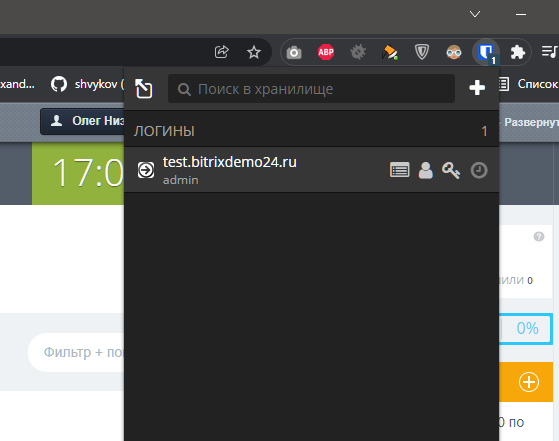 ABP
1
xand...
shvykov (
Поиск в хранилище
Список
Олег Низ
Развернут
ЛОГИНЫ
1
17:0
test.bitrixdemo24.ru
admin
или 0
0%
Фильтр + по
0 по